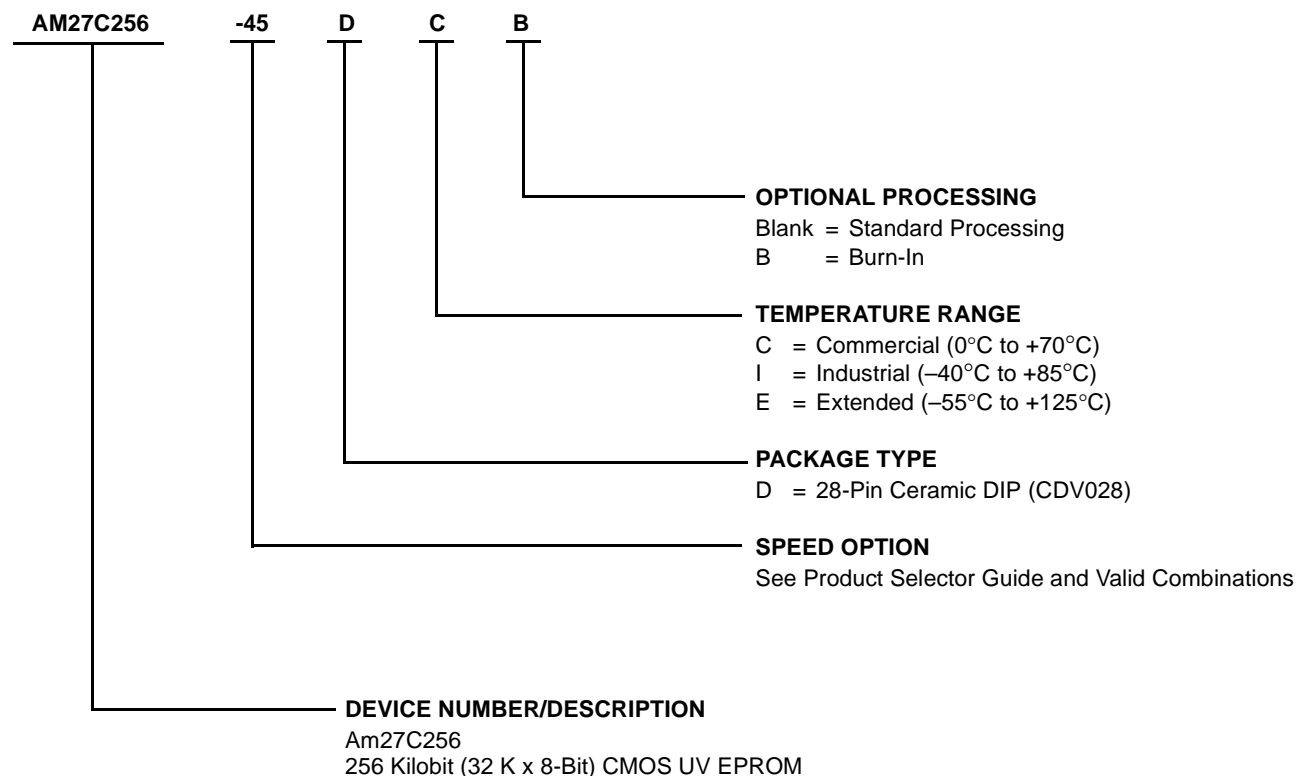 AM27C256 -45 D C B
OPTIONAL PROCESSING
Blank = Standard Processing
B = Burn-In
TEMPERATURE RANGE
C = Commercial (0°C to +70°C)
I = Industrial (–40°C to +85°C)
E = Extended (–55°C to +125°C)
PACKAGE TYPE
D = 28-Pin Ceramic DIP (CDV028)
SPEED OPTION
See Product Selector Guide and Valid Combinations
DEVICE NUMBER/DESCRIPTION
Am27C256
256 Kilobit (32 K x 8-Bit) CMOS UV EPROM